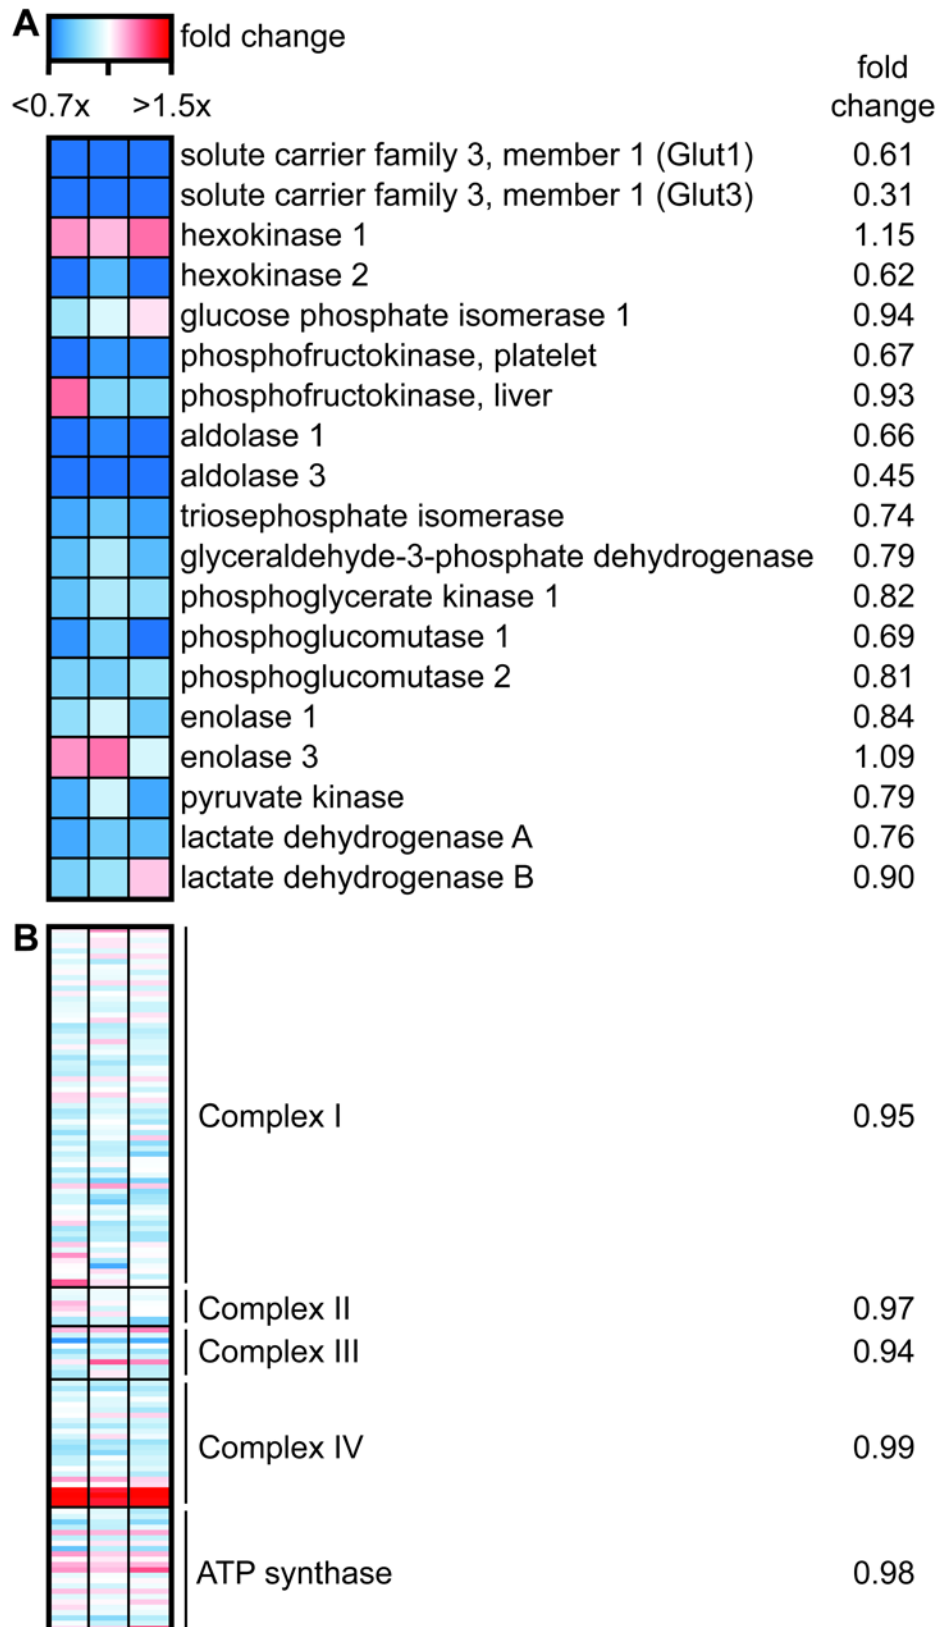 A
fold change
<0.7x >1.5x
fold
change
solute carrier family 3, member 1 (Glut1) 0.61
solute carrier family 3, member 1 (Glut3) 0.31
hexokinase 1 1.15
hexokinase 2 0.62
glucose phosphate isomerase 1 0.94
phosphofructokinase, platelet 0.67
phosphofructokinase, liver 0.93
aldolase 1 0.66
aldolase 3 0.45
triosephosphate isomerase 0.74
glyceraldehyde-3-phosphate dehydrogenase 0.79
phosphoglycerate kinase 1 0.82
phosphoglucomutase 1 0.69
phosphoglucomutase 2 0.81
enolase 1 0.84
enolase 3 1.09
pyruvate kinase 0.79
lactate dehydrogenase A 0.76
lactate dehydrogenase B 0.90
B
Complex I 0.95
Complex II 0.97
Complex III 0.94
Complex IV 0.99
ATP synthase 0.98